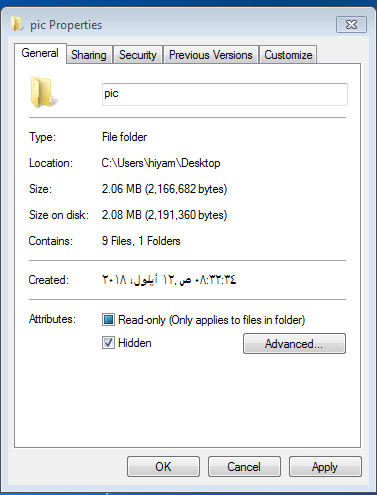 pic Properties
General Sharing Security Previous Versions Customize
pic
Type: File folder
Location: C:\Users\hiyam\Desktop
Size: 2.06 MB (2,166,682 bytes)
Size on disk: 2.08 MB (2,191,360 bytes)
Contains: 9 Files, 1 Folders
Created: ١٢ أيلول، ٢٠١٨, ٠٨:٣٢:٣٤ ص
Attributes: Read-only (Only applies to files in folder)
Hidden Advanced...
OK Cancel Apply